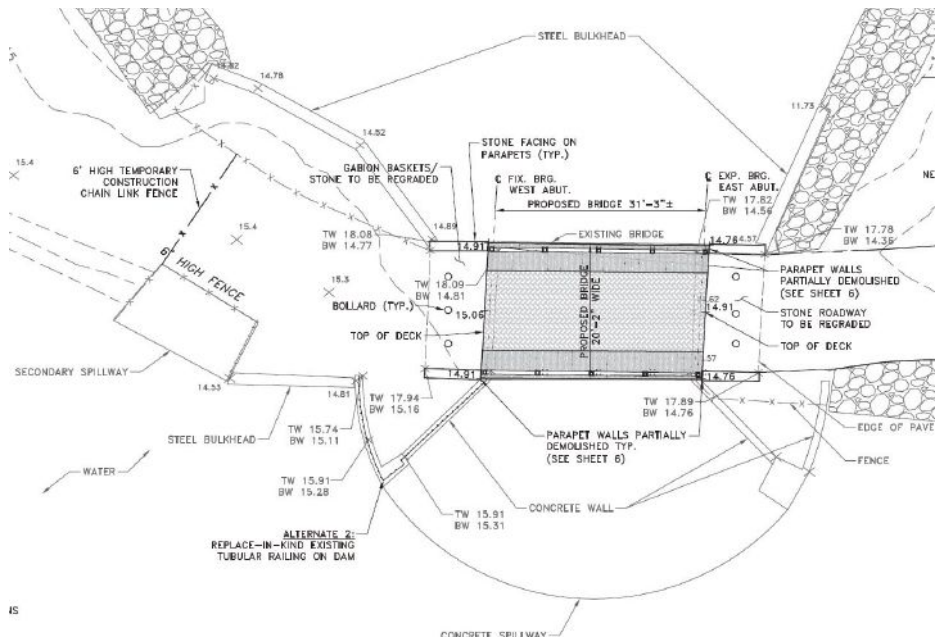 STEEL BULKHEAD
14.78
14.52
11.73
15.4
6' HIGH TEMPORARY
CONSTRUCTION
CHAIN LINK FENCE
GABION BASKETS/
STONE TO BE REGRADED
STONE FACING ON
PARAPETS (TYP.)
℄ FIX. BRG.
WEST ABUT.
℄ EXP. BRG.
EAST ABUT.
PROPOSED BRIDGE 31'-3"±
TW 17.82
BW 14.56
NE
15.4
14.89
TW 18.08
BW 14.77
14.91
EXISTING BRIDGE
14.76
4.57
TW 17.78
BW 14.36
6' HIGH FENCE
15.3
TW 18.09
BW 14.81
BOLLARD (TYP.)
15.06
TOP OF DECK
PROPOSED BRIDGE
20'-2" WIDE
.62
14.91
PARAPET WALLS
PARTIALLY DEMOLISHED
(SEE SHEET 6)
STONE ROADWAY
TO BE REGRADED
TOP OF DECK
SECONDARY SPILLWAY
14.53
14.81
14.91
.57
14.76
STEEL BULKHEAD
TW 17.94
BW 15.16
TW 17.89
BW 14.76
TW 15.74
BW 15.11
PARAPET WALLS PARTIALLY
DEMOLISHED TYP.
(SEE SHEET 6)
EDGE OF PAVE
FENCE
WATER
TW 15.91
BW 15.28
TW 15.91
BW 15.31
CONCRETE WALL
ALTERNATE 2:
REPLACE-IN-KIND EXISTING
TUBULAR RAILING ON DAM
CONCRETE SPILLWAY